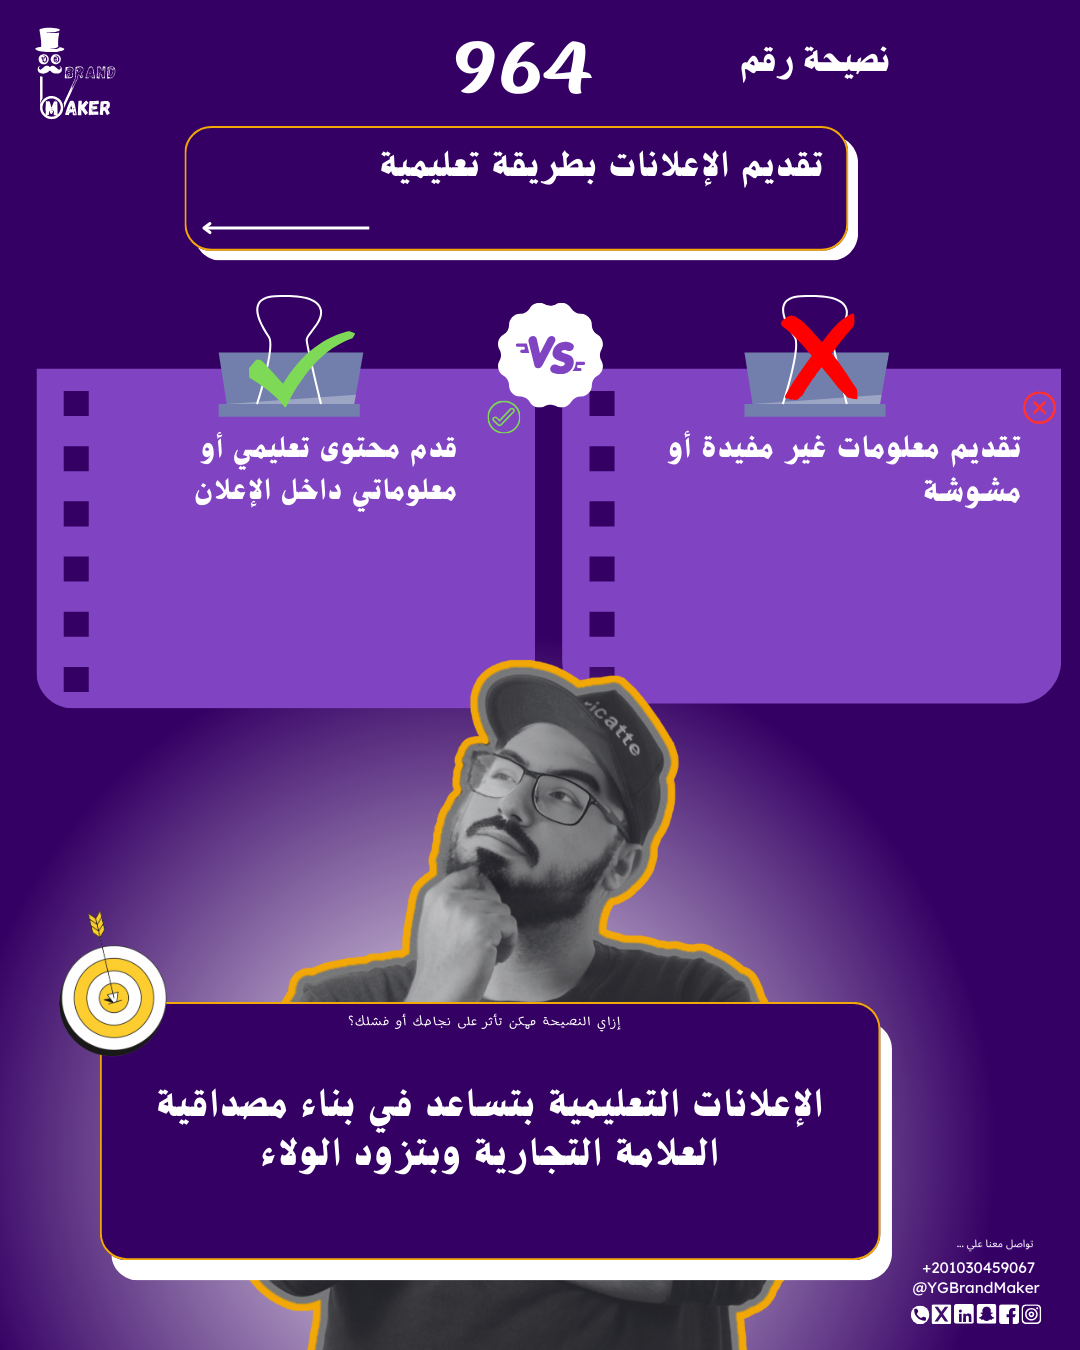 BRAND
MAKER
نصيحة رقم
964
تقديم الإعلانات بطريقة تعليمية
VS
تقديم معلومات غير مفيدة أو
مشوشة
قدم محتوى تعليمي أو
معلوماتي داخل الإعلان
icatte
إزاي النصيحة ممكن تأثر على نجاحك أو فشلك؟
الإعلانات التعليمية بتساعد في بناء مصداقية
العلامة التجارية وبتزود الولاء
تواصل معنا علي ...
+201030459067
@YGBrandMaker